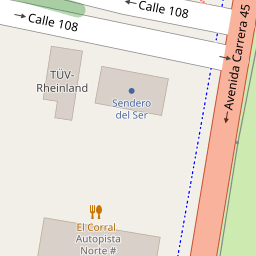 Calle 108
Calle 108
Avenida Carrera 45
TÜV-
Rheinland
Sendero
del Ser
El Corral
Autopista
Norte #